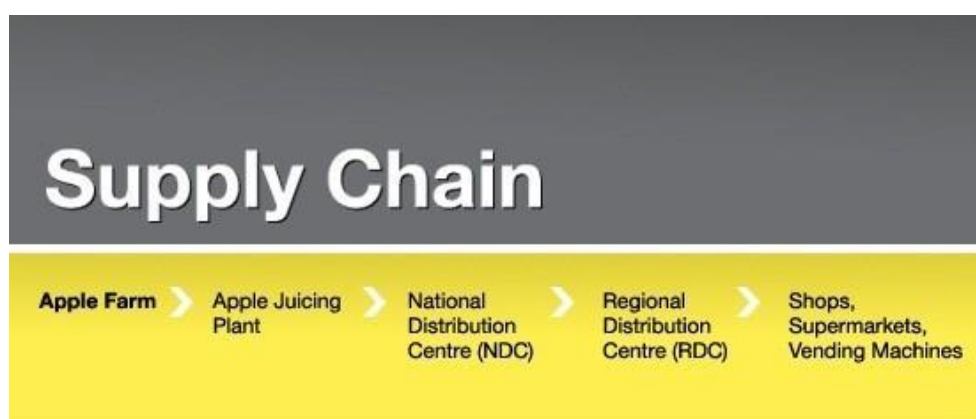 Supply Chain
Apple Farm
Apple Juicing
Plant
National
Distribution
Centre (NDC)
Regional
Distribution
Centre (RDC)
Shops,
Supermarkets,
Vending Machines